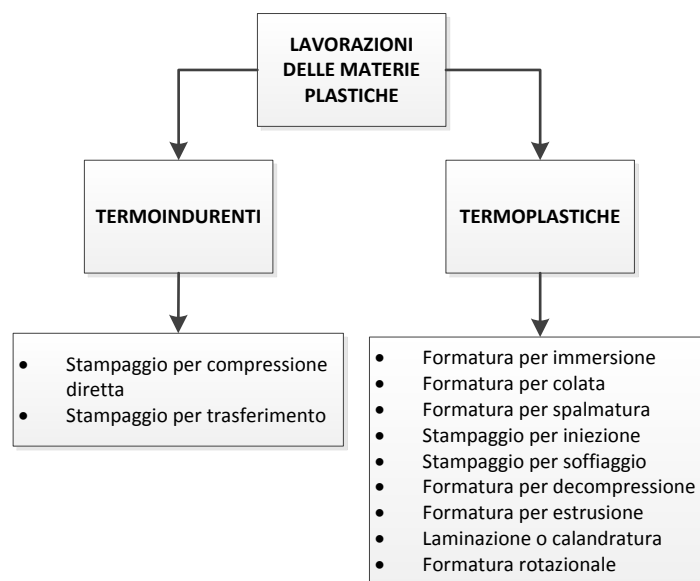 LAVORAZIONI
DELLE MATERIE
PLASTICHE
TERMOINDURENTI
TERMOPLASTICHE
• Stampaggio per compressione
diretta
• Stampaggio per trasferimento
• Formatura per immersione
• Formatura per colata
• Formatura per spalmatura
• Stampaggio per iniezione
• Stampaggio per soffiaggio
• Formatura per decompressione
• Formatura per estrusione
• Laminazione o calandratura
• Formatura rotazionale